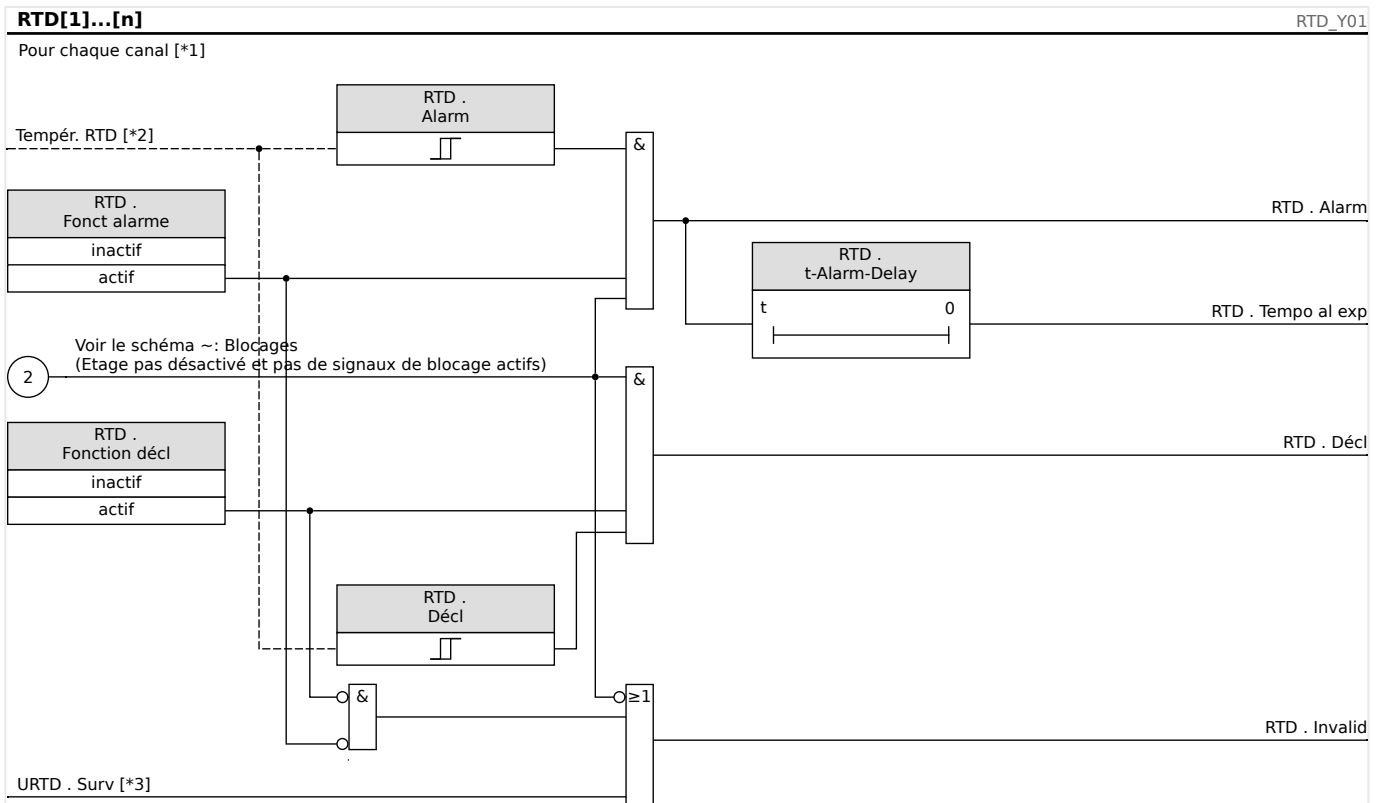 RTD[1]...[n]
RTD_Y01
Pour chaque canal [*1]
RTD .
Alarm
Tempér. RTD [*2]
&
RTD .
Fonct alarme
inactif
actif
RTD . Alarm
RTD .
t-Alarm-Delay
t 0
RTD . Tempo al exp
Voir le schéma ~: Blocages
(Etage pas désactivé et pas de signaux de blocage actifs)
2
&
RTD .
Fonction décl
inactif
actif
RTD . Décl
RTD .
Décl
&
≥1
RTD . Invalid
URTD . Surv [*3]